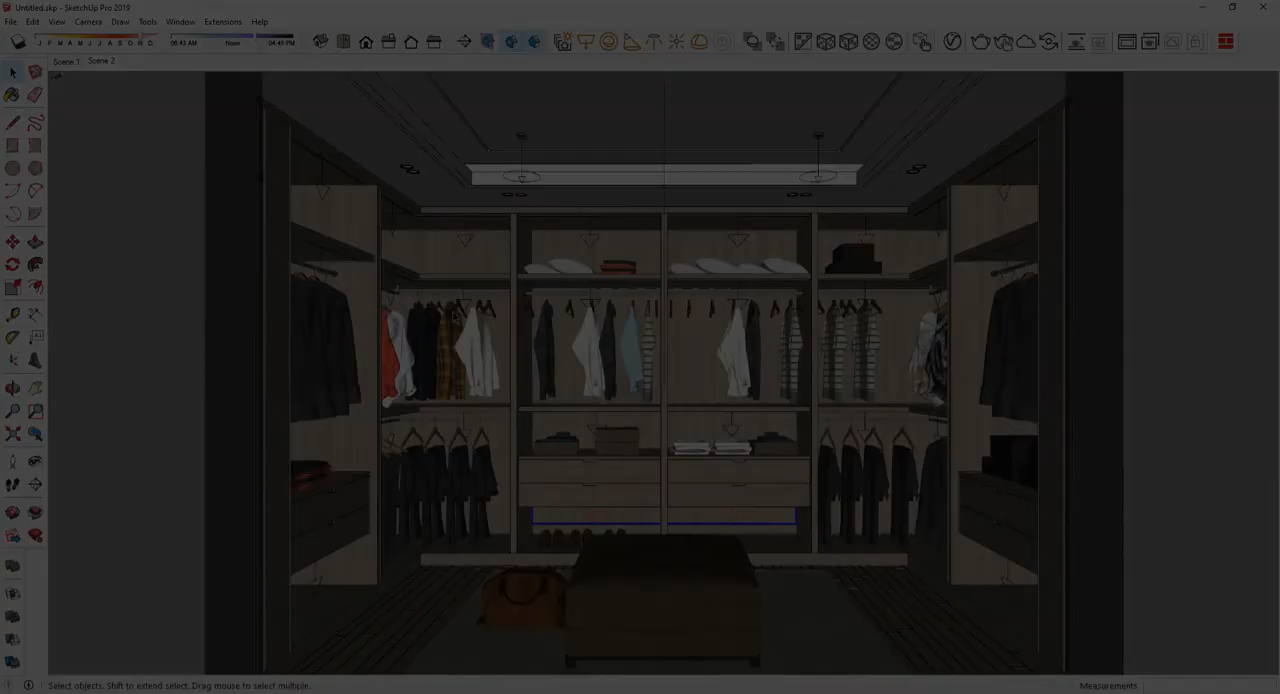 Untitled.skp - SketchUp Pro 2019
File Edit View Camera Draw Tools Window Extensions Help
J F M A M J J A S O N D 06:43 AM Noon 04:45 PM
Scene 1 Scene 2
A1
Select objects. Shift to extend select. Drag mouse to select multiple.
Measurements